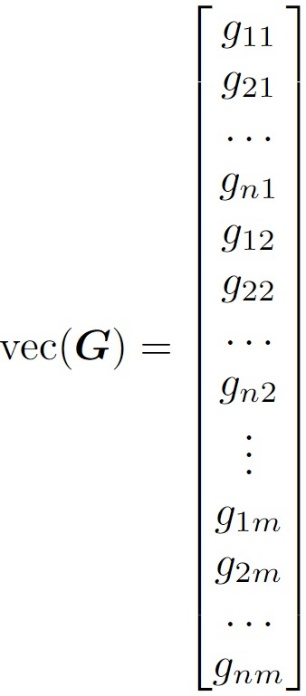 g₁₁
g₂₁
...
gₙ₁
g₁₂
g₂₂
vec(G) = ...
gₙ₂
⋮
g₁ₘ
g₂ₘ
...
gₙₘ